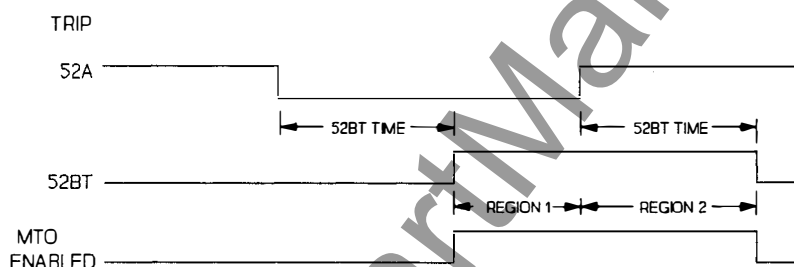 TRIP
52A
52BT TIME 52BT TIME
52BT
REGION 1 REGION 2
MTO
ENABLED